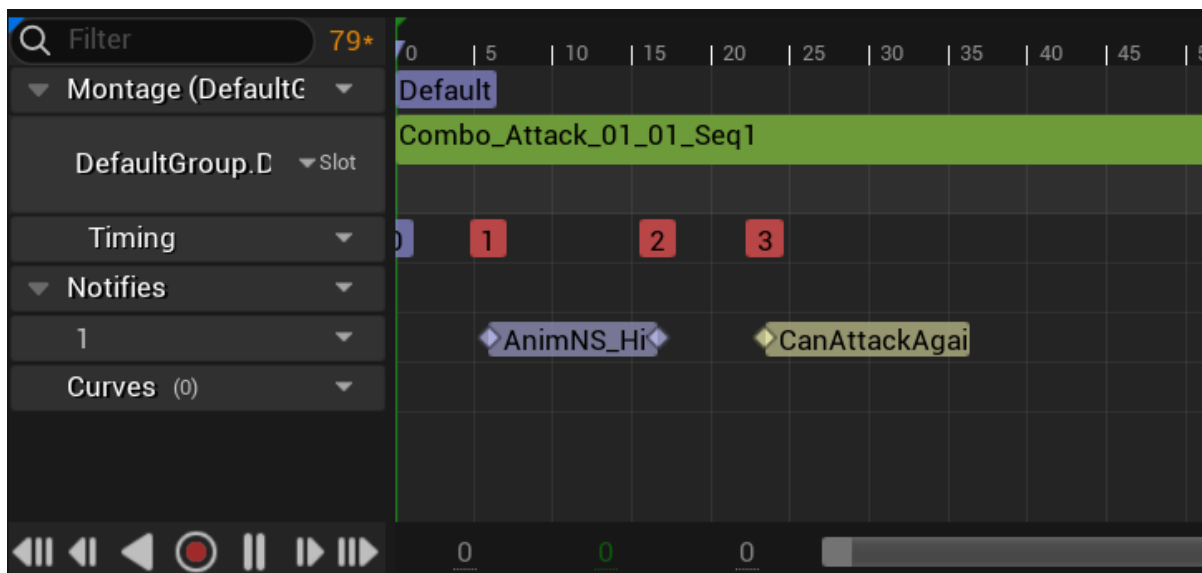 Filter 79*
0 5 10 15 20 25 30 35 40 45
Montage (DefaultG
Default
Combo_Attack_01_01_Seq1
DefaultGroup.D Slot
Timing
1 2 3
Notifies
1
AnimNS_Hi CanAttackAgai
Curves (0)
0 0 0